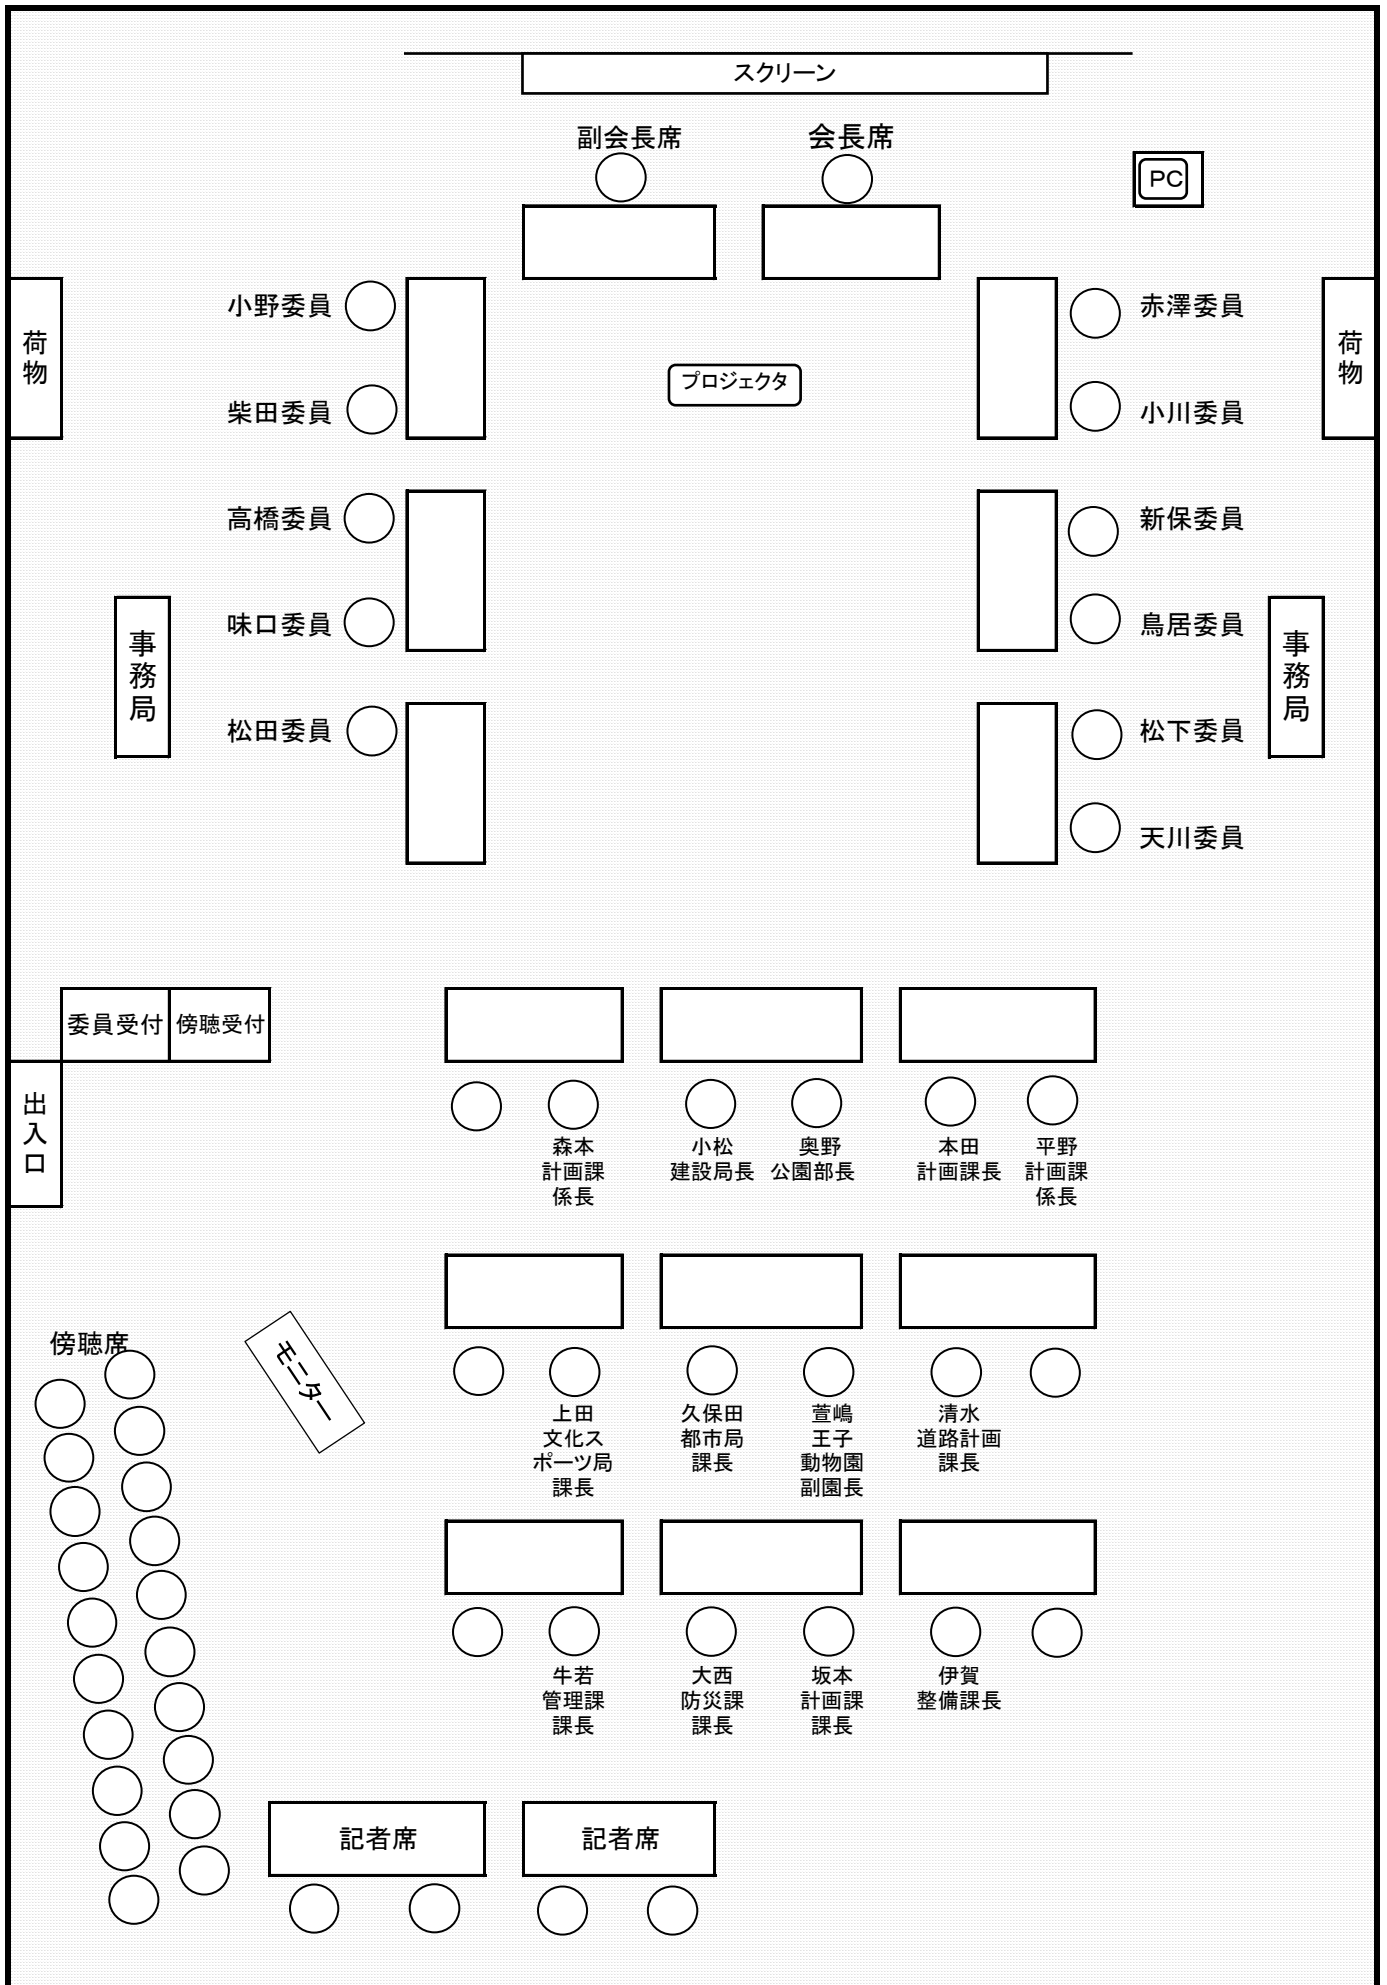 スクリーン
副会長席
会長席
PC
小野委員
赤澤委員
荷物
荷物
プロジェクタ
柴田委員
小川委員
高橋委員
新保委員
味口委員
鳥居委員
事務局
事務局
松田委員
松下委員
天川委員
委員受付
傍聴受付
出入口
森本
計画課
係長
小松
建設局長
奥野
公園部長
本田
計画課長
平野
計画課
係長
傍聴席
モニター
上田
文化ス
ポーツ局
課長
久保田
都市局
課長
萱嶋
王子
動物園
副園長
清水
道路計画
課長
牛若
管理課
課長
大西
防災課
課長
坂本
計画課
課長
伊賀
整備課長
記者席
記者席